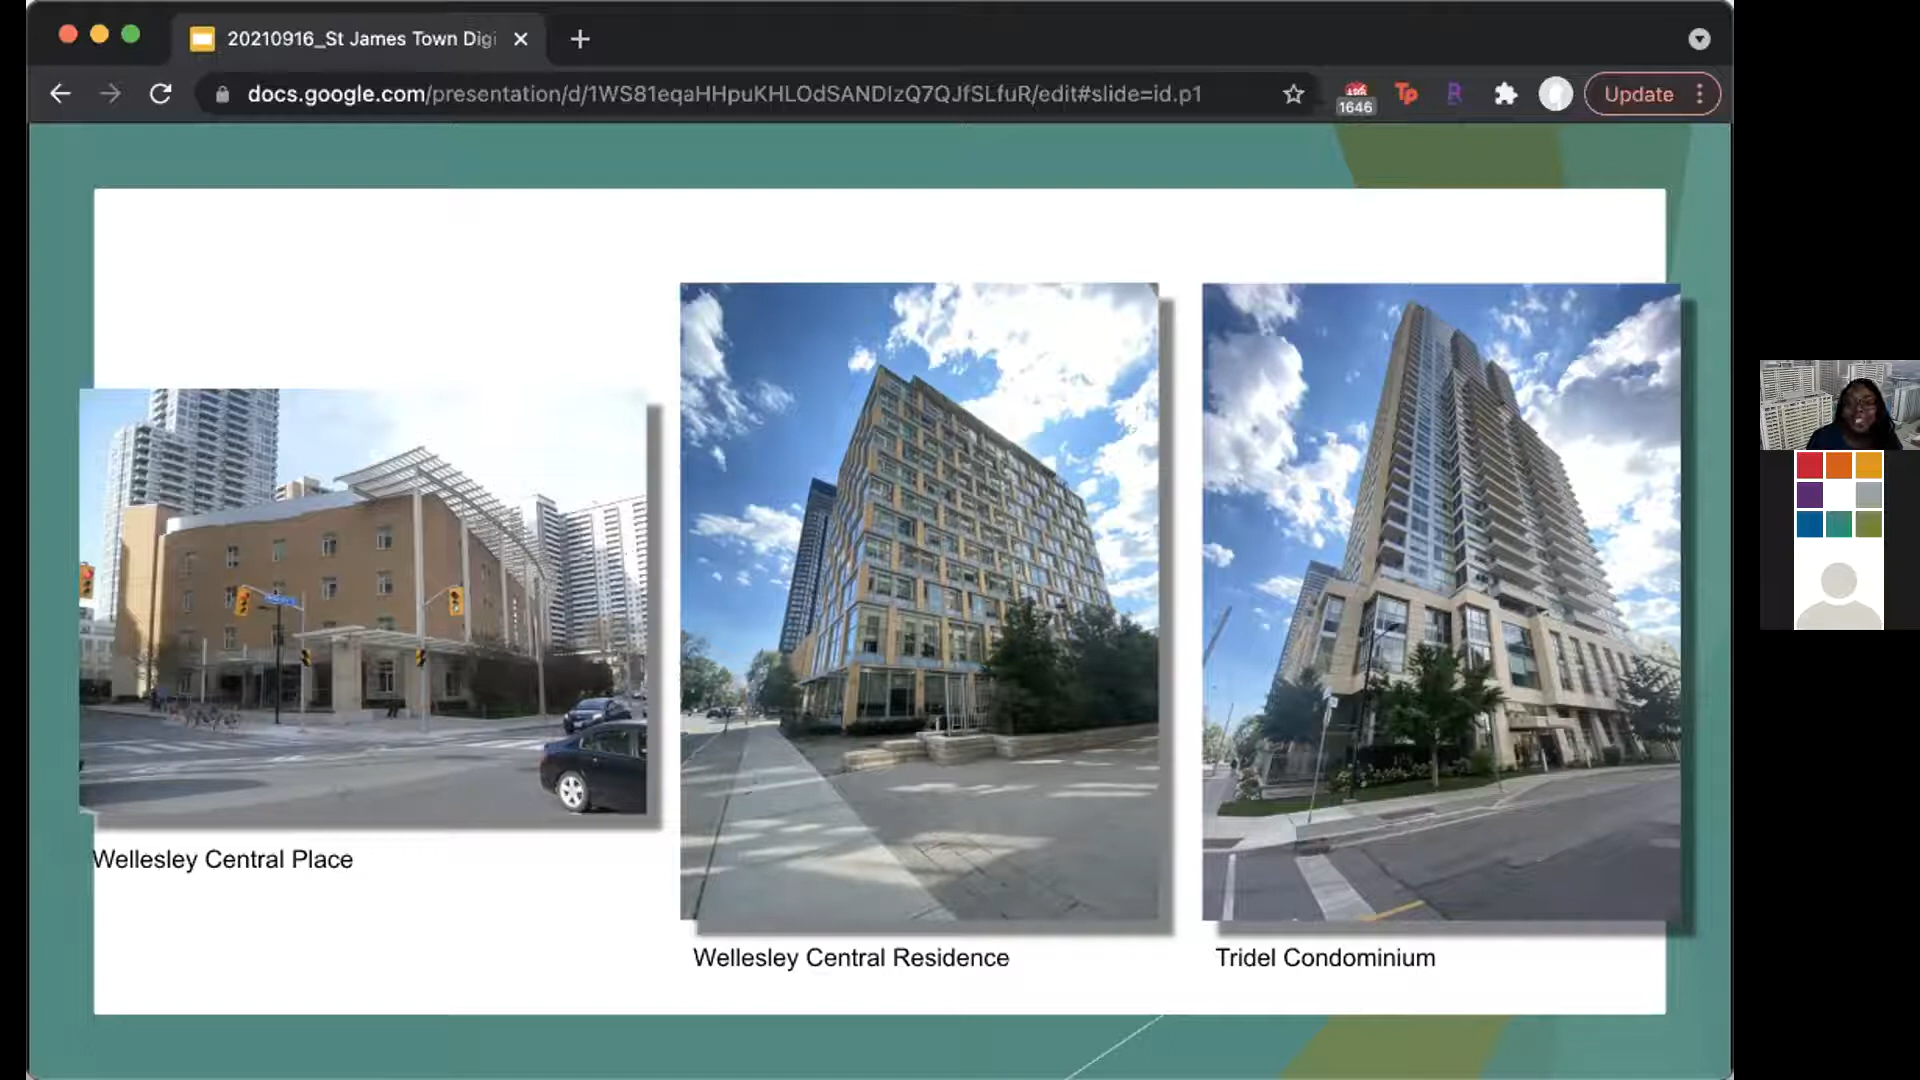 20210916_St James Town Digi
docs.google.com/presentation/d/1WS81eqaHHpuKHLOdSANDIzQ7QJfSLfuR/edit#slide=id.p1
1646
Tp
R
Update
Wellesley Central Place
Wellesley Central Residence
Tridel Condominium